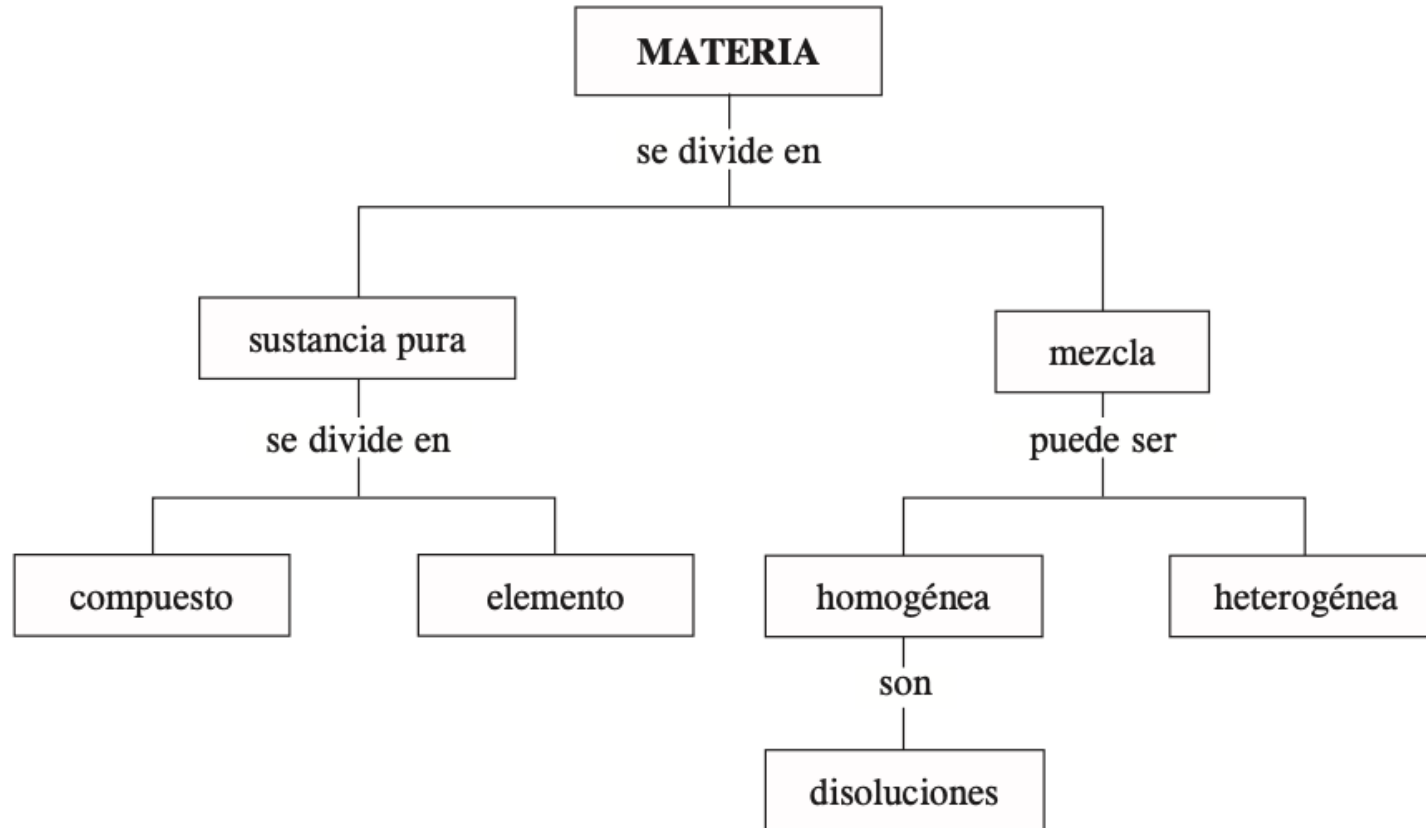 MATERIA
se divide en
sustancia pura
mezcla
se divide en
puede ser
compuesto
elemento
homogénea
heterogénea
son
disoluciones